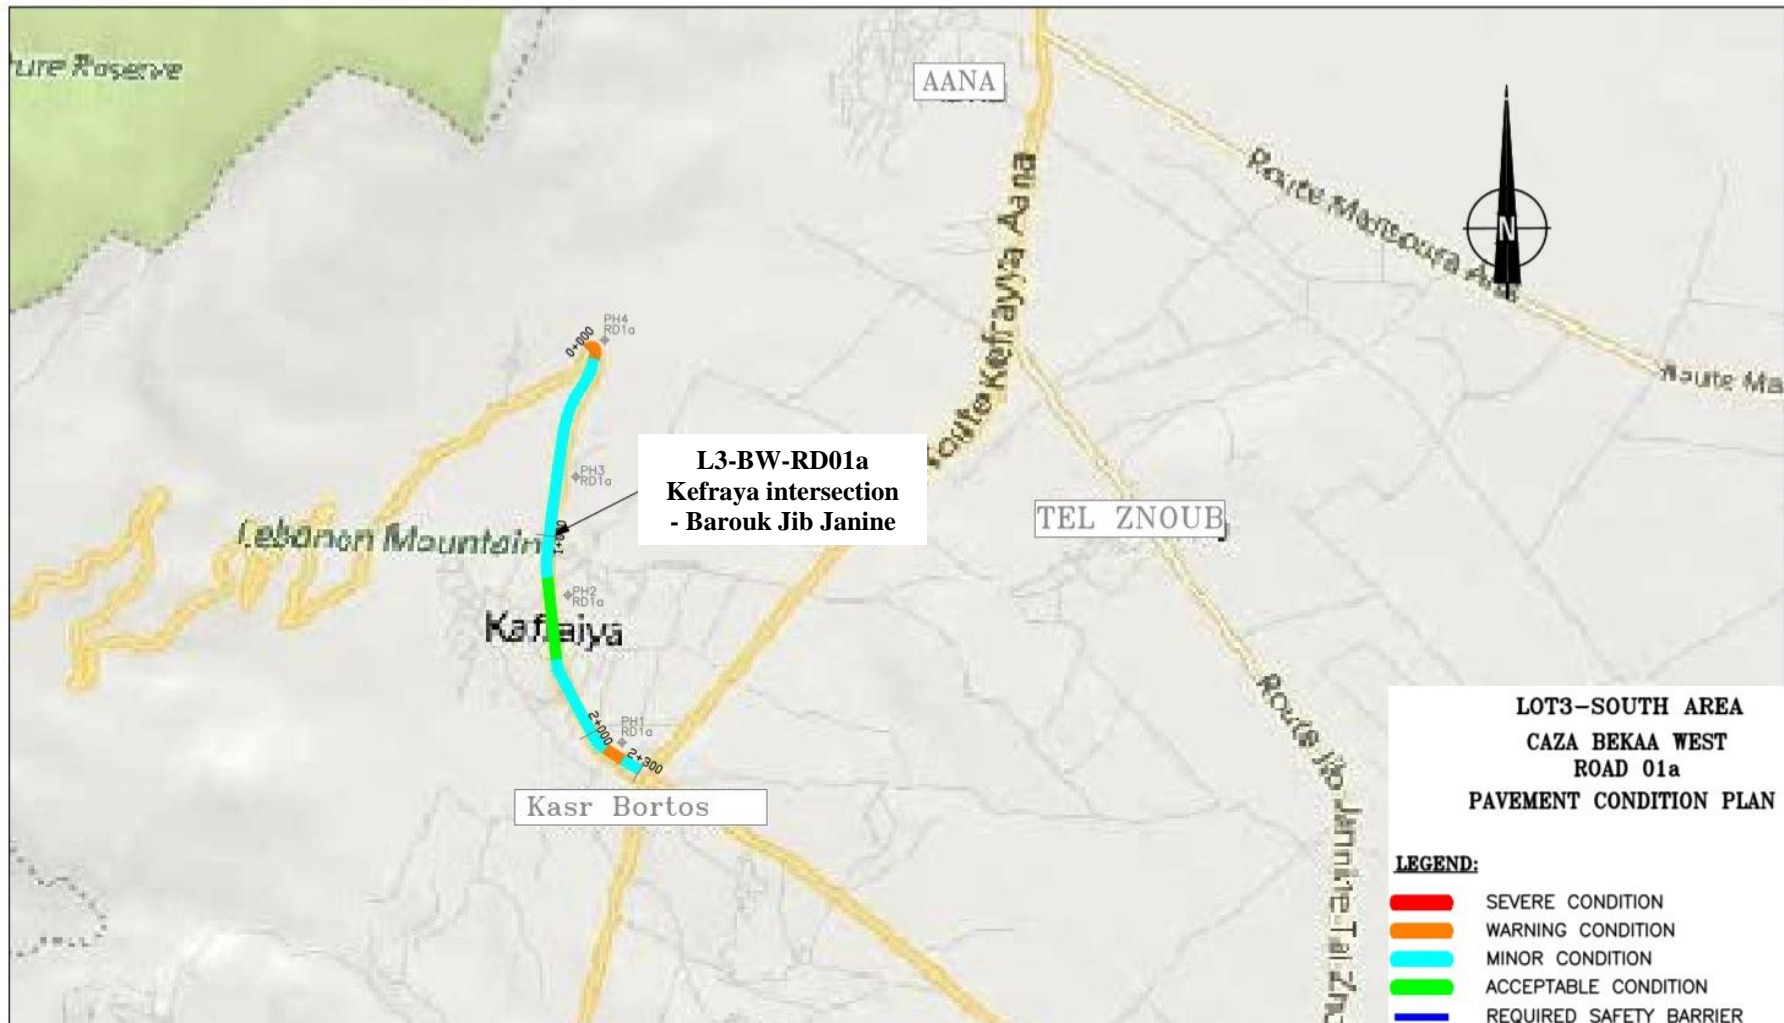 ture Reserve
AANA
Route Kefrayya Aana
Route Mansoura Aana
Route Ma
PH4
RD1a
0+000
L3-BW-RD01a
Kefraya intersection
- Barouk Jib Janine
PH3
RD1a
TEL ZNOUB
Lebanon Mountain
PH2
RD1a
Kafraiya
PH1
RD1a
2+000
2+300
Kasr Bortos
Route Jib Jannine Tal Zno
N
LOT3-SOUTH AREA
CAZA BEKAA WEST
ROAD 01a
PAVEMENT CONDITION PLAN
LEGEND:
SEVERE CONDITION
WARNING CONDITION
MINOR CONDITION
ACCEPTABLE CONDITION
REQUIRED SAFETY BARRIER